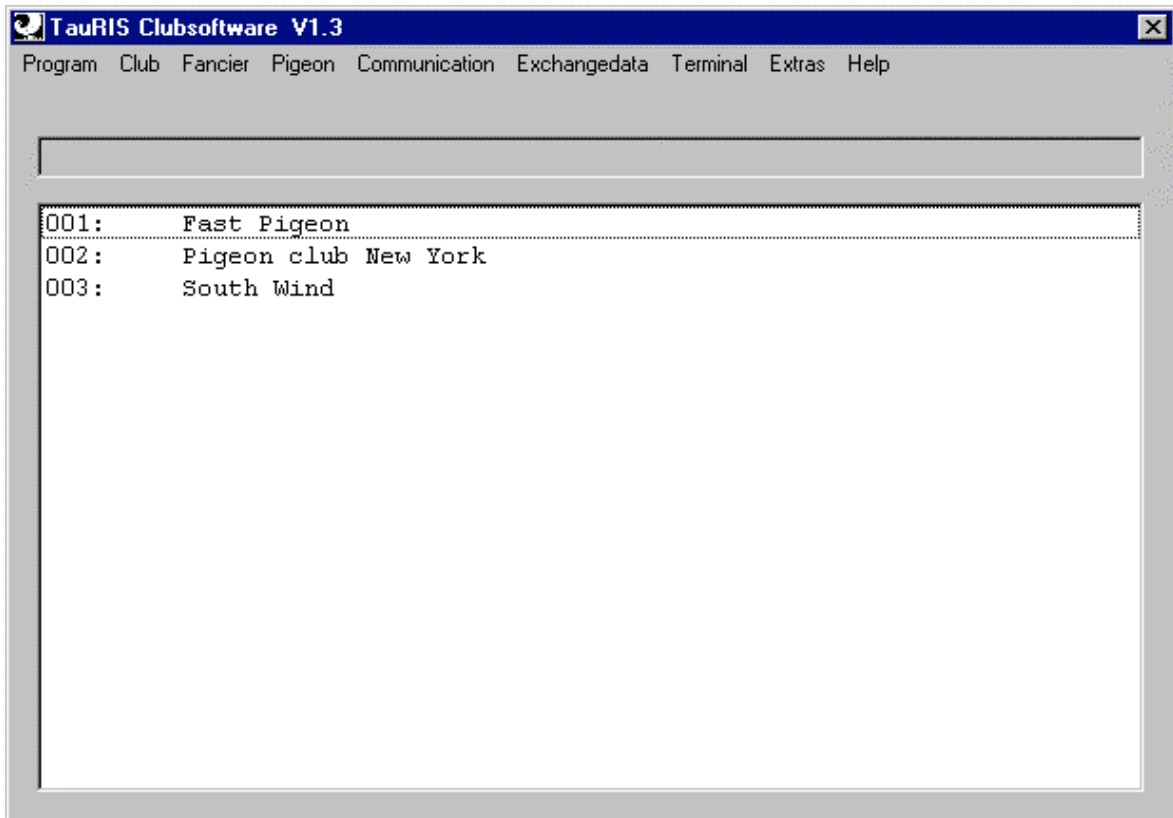 TauRIS Clubsoftware V1.3
Program Club Fancier Pigeon Communication Exchangedata Terminal Extras Help
001: Fast Pigeon
002: Pigeon club New York
003: South Wind